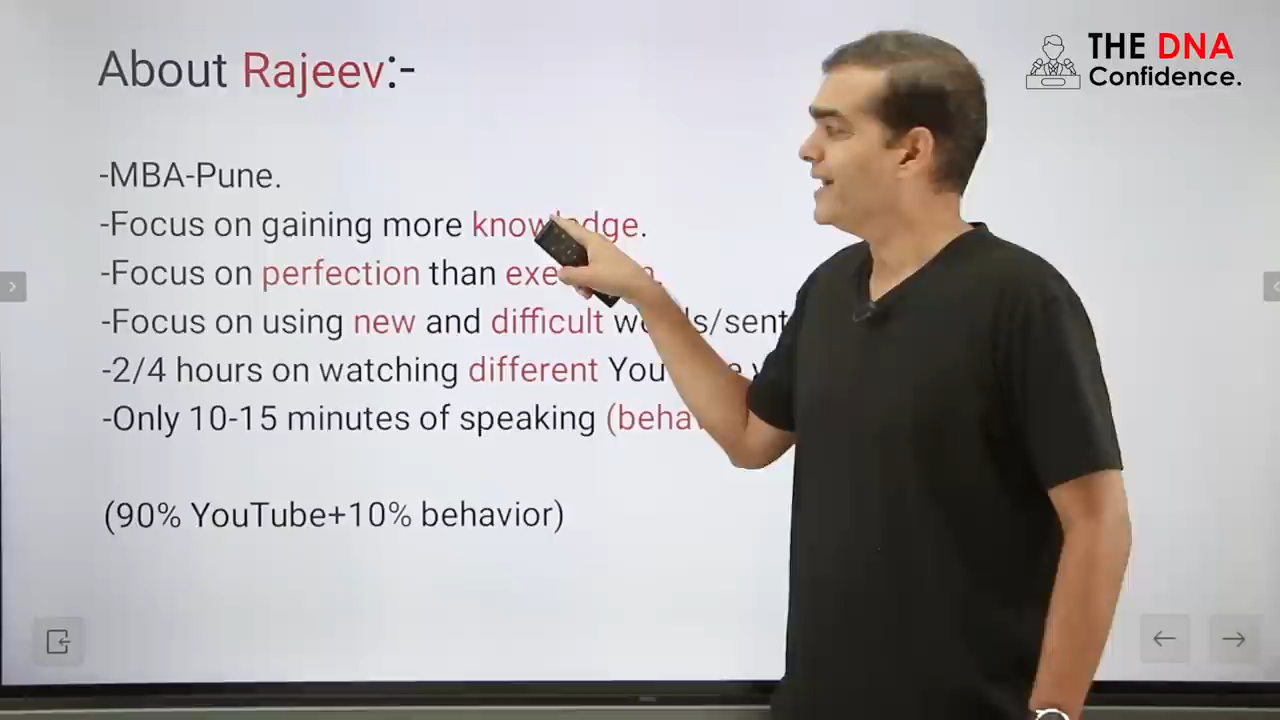 About Rajeev:-
THE DNA
Confidence.
-MBA-Pune.
-Focus on gaining more knowledge.
-Focus on perfection than
-Focus on using new and difficult
-2/4 hours on watching different
-Only 10-15 minutes of speaking
(90% YouTube+10% behavior)